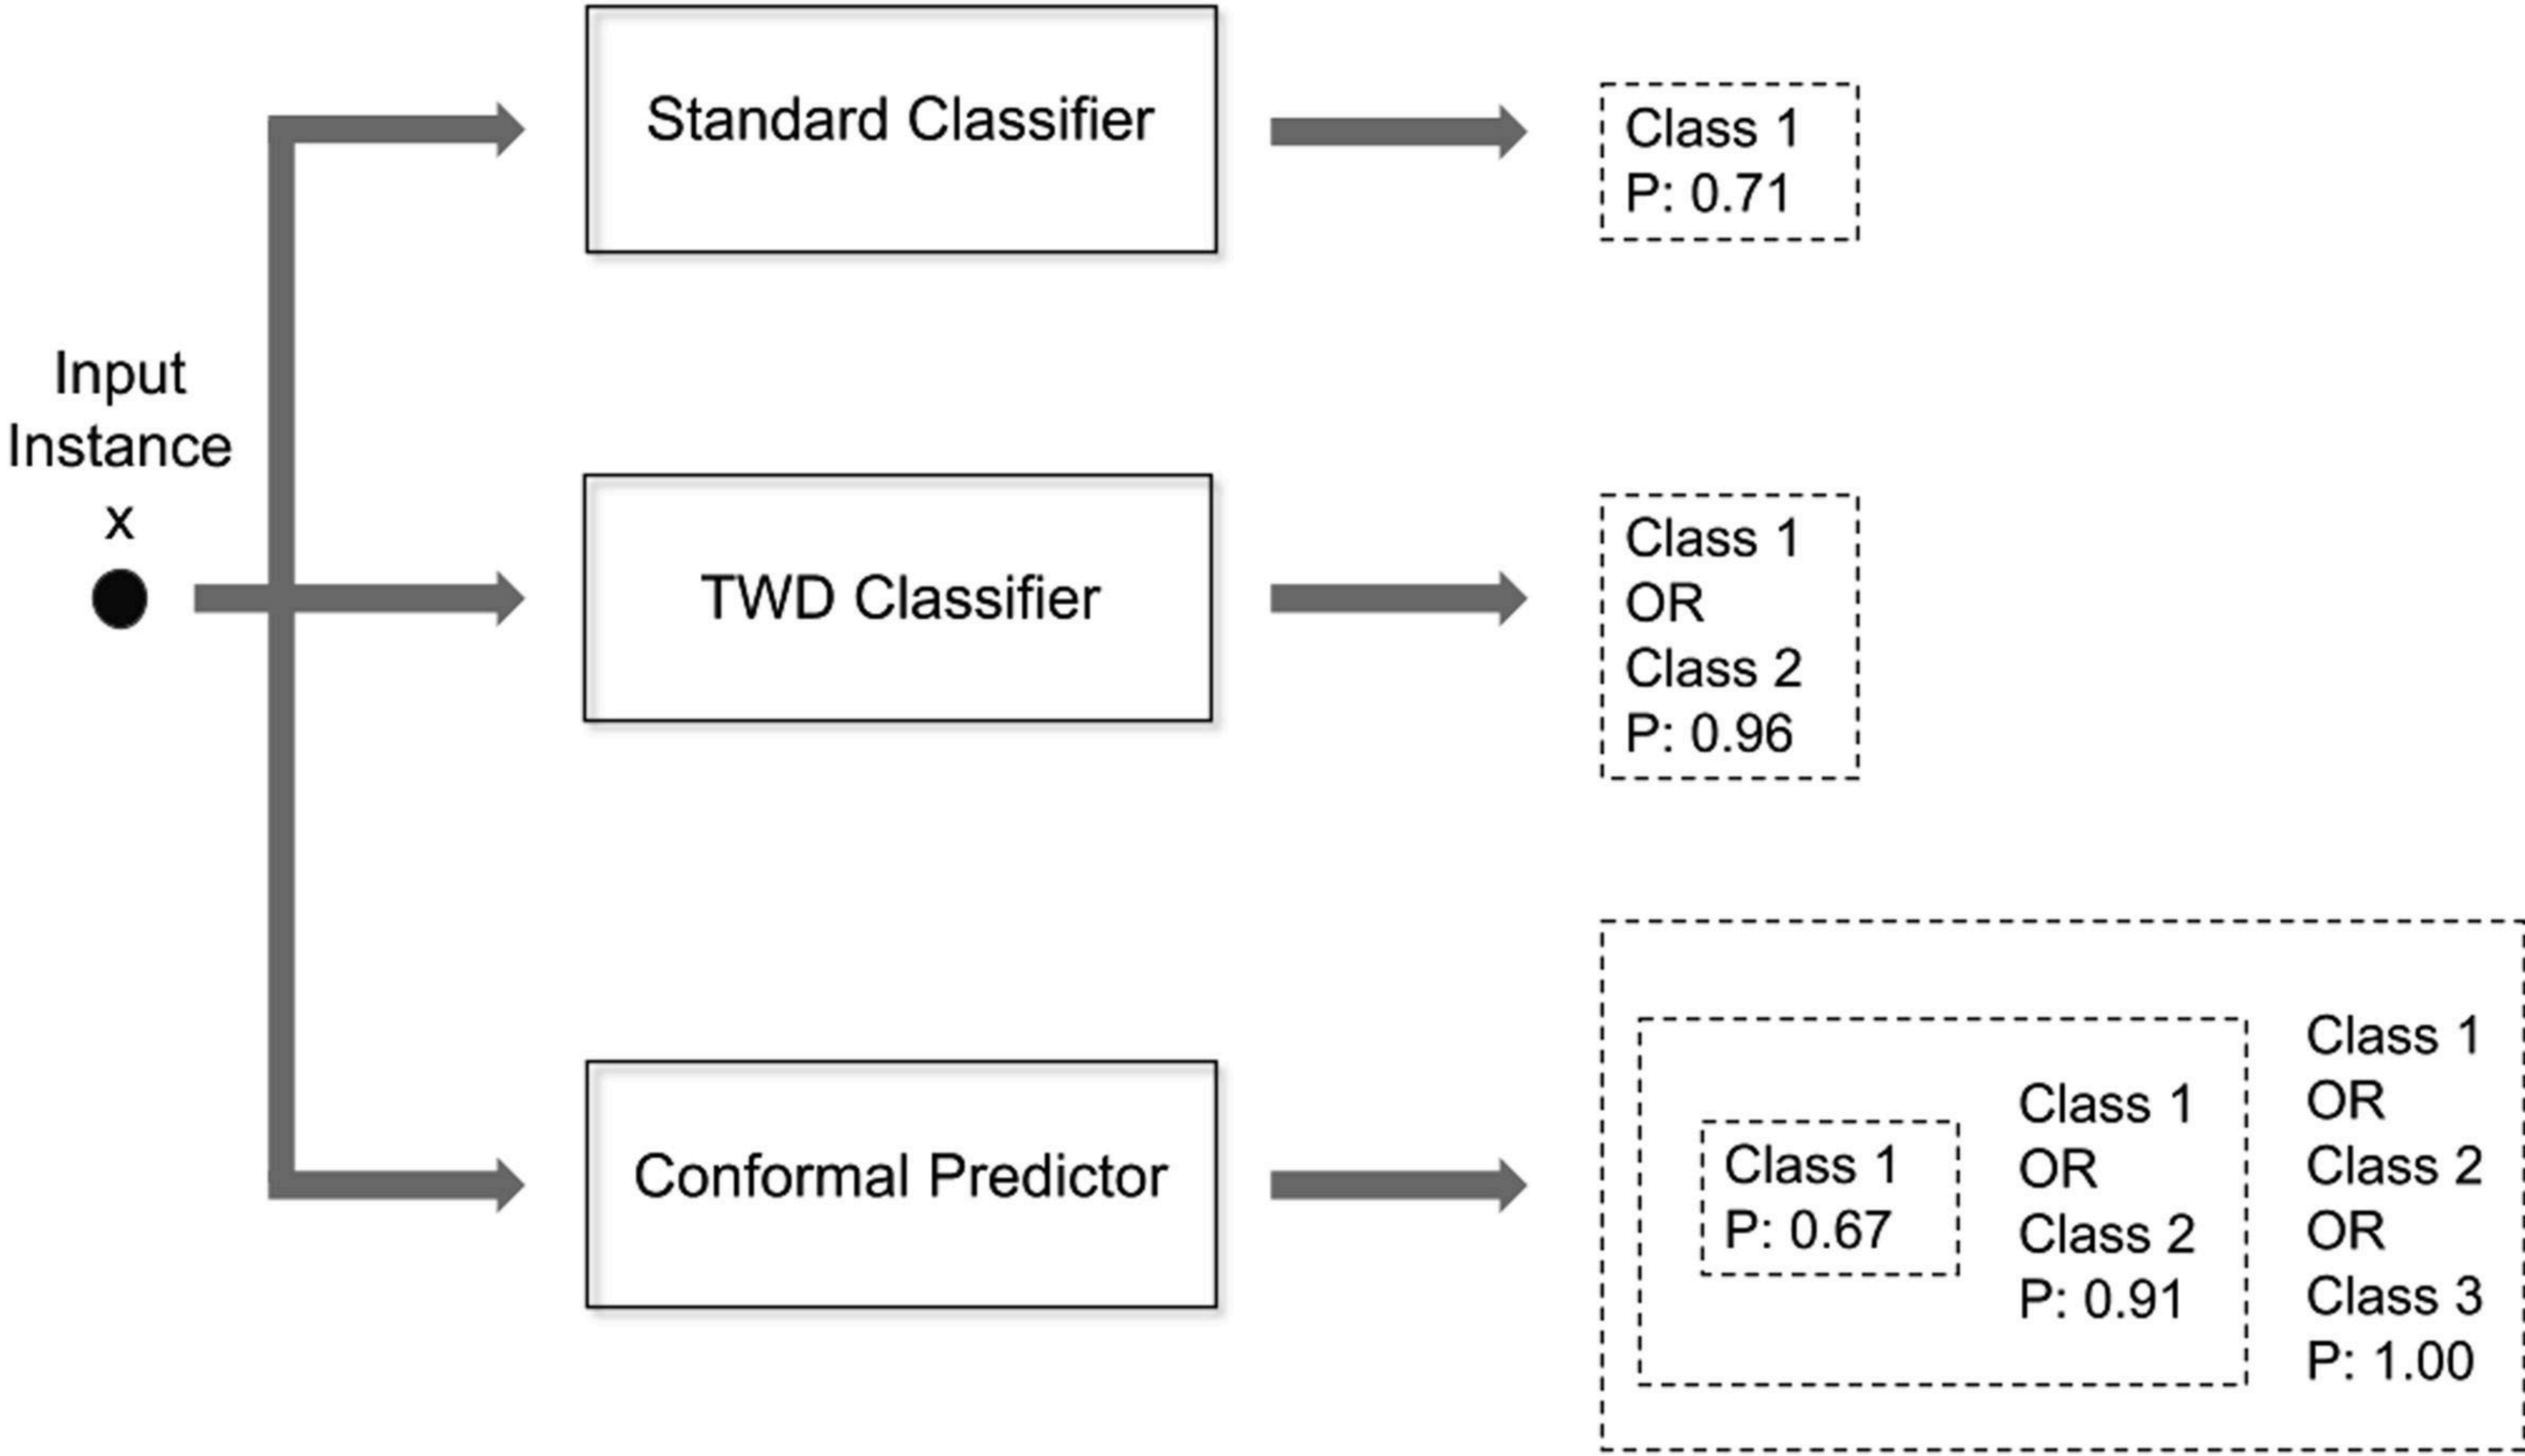 Input
Instance
x
Standard Classifier
Class 1
P: 0.71
TWD Classifier
Class 1
OR
Class 2
P: 0.96
Conformal Predictor
Class 1
P: 0.67
Class 1
OR
Class 2
P: 0.91
Class 1
OR
Class 2
OR
Class 3
P: 1.00